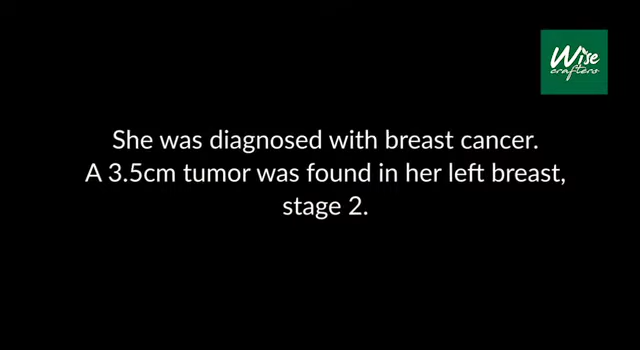 Wise
crafters
She was diagnosed with breast cancer.
A 3.5cm tumor was found in her left breast,
stage 2.